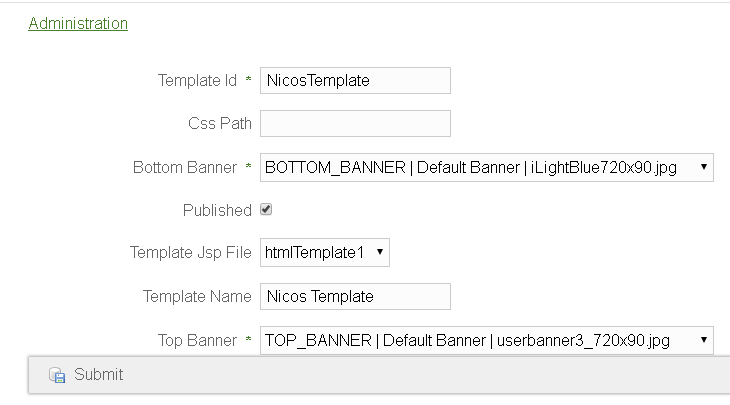 Administration
Template Id * NicosTemplate
Css Path
Bottom Banner * BOTTOM_BANNER | Default Banner | iLightBlue720x90.jpg
Published
Template Jsp File htmlTemplate1
Template Name Nicos Template
Top Banner * TOP_BANNER | Default Banner | userbanner3_720x90.jpg
Submit